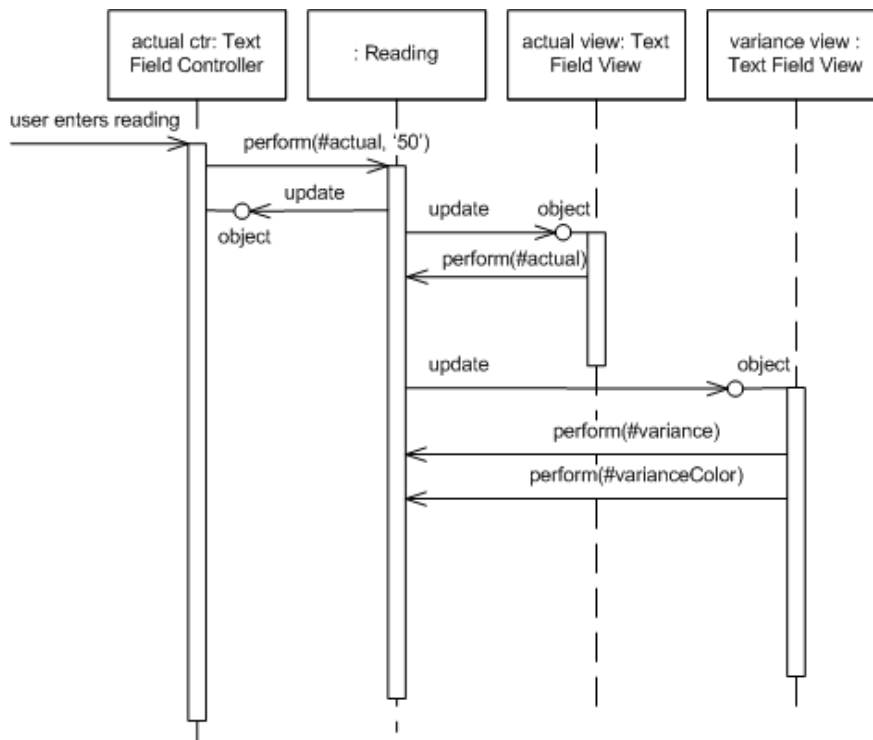 actual ctr: Text
Field Controller
: Reading
actual view: Text
Field View
variance view :
Text Field View
user enters reading
perform(#actual, ‘50’)
update
object
update
object
perform(#actual)
update
object
perform(#variance)
perform(#varianceColor)